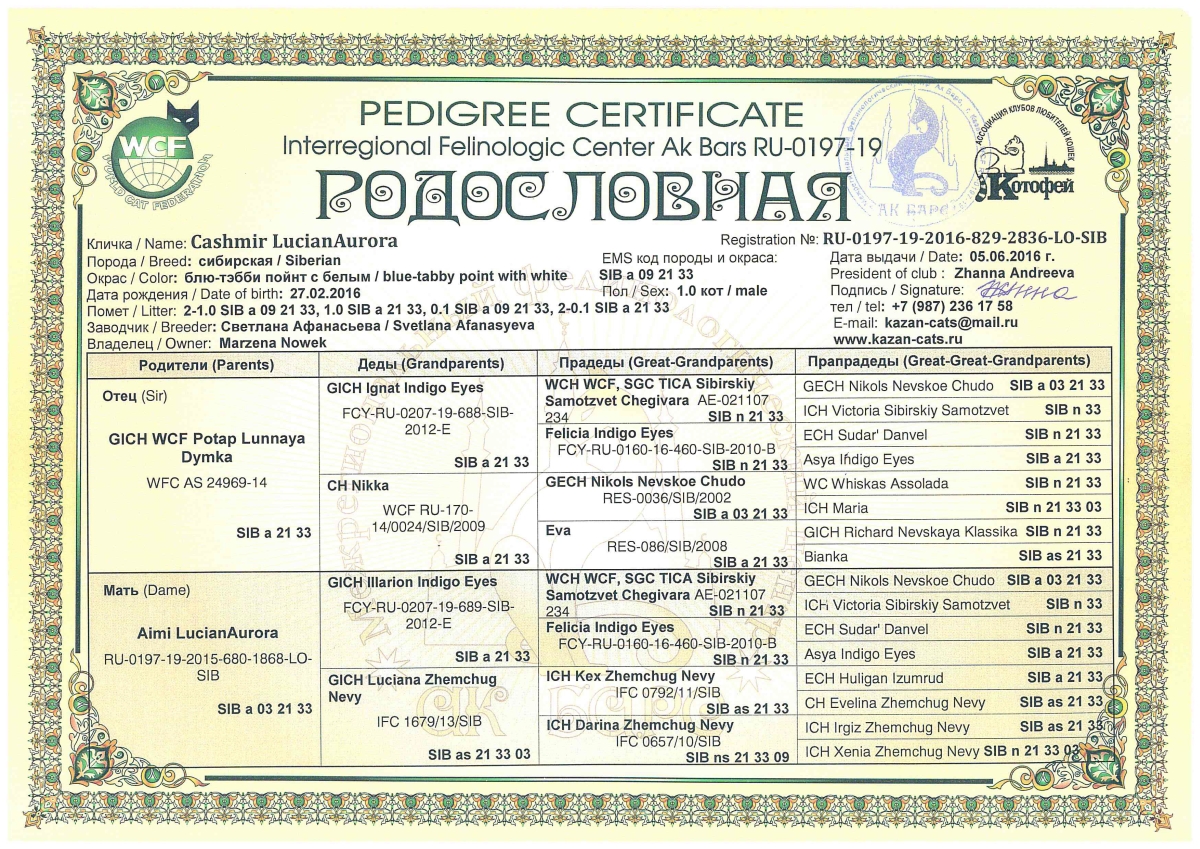 PEDIGREE CERTIFICATE
Interregional Felinologic Center Ak Bars RU-0197-19
РОДОСЛОВНАЯ
WCF
WORLD CAT FEDERATION
АК БАРС
АССОЦИАЦИЯ КЛУБОВ ЛЮБИТЕЛЕЙ КОШЕК
Котофей
Кличка / Name: Cashmir LucianAurora
Registration №: RU-0197-19-2016-829-2836-LO-SIB
Порода / Breed: сибирская / Siberian
EMS код породы и окраса:
Дата выдачи / Date: 05.06.2016 г.
Окрас / Color: блю-тэбби пойнт с белым / blue-tabby point with white
SIB a 09 21 33
President of club : Zhanna Andreeva
Дата рождения / Date of birth: 27.02.2016
Пол / Sex: 1.0 кот / male
Подпись / Signature:
Помет / Litter: 2-1.0 SIB a 09 21 33, 1.0 SIB a 21 33, 0.1 SIB a 09 21 33, 2-0.1 SIB a 21 33
тел / tel: +7 (987) 236 17 58
Заводчик / Breeder: Светлана Афанасьева / Svetlana Afanasyeva
E-mail: kazan-cats@mail.ru
Владелец / Owner: Marzena Nowek
www.kazan-cats.ru
Родители (Parents)
Деды (Grandparents)
Прадеды (Great-Grandparents)
Прапрадеды (Great-Great-Grandparents)
Отец (Sir)
GICH WCF Potap Lunnaya
Dymka
WFC AS 24969-14
SIB a 21 33
GICH Ignat Indigo Eyes
FCY-RU-0207-19-688-SIB-
2012-E
SIB a 21 33
CH Nikka
WCF RU-170-
14/0024/SIB/2009
SIB a 21 33
WCH WCF, SGC TICA Sibirskiy
Samotzvet Chegivara AE-021107
234 SIB n 21 33
Felicia Indigo Eyes
FCY-RU-0160-16-460-SIB-2010-B
SIB n 21 33
GECH Nikols Nevskoe Chudo
RES-0036/SIB/2002
SIB a 03 21 33
Eva
RES-086/SIB/2008
SIB a 21 33
GECH Nikols Nevskoe Chudo SIB a 03 21 33
ICH Victoria Sibirskiy Samotzvet SIB n 33
ECH Sudar' Danvel SIB n 21 33
Asya Indigo Eyes SIB a 21 33
WC Whiskas Assolada SIB n 21 33
ICH Maria SIB n 21 33 03
GICH Richard Nevskaya Klassika SIB n 21 33
Bianka SIB as 21 33
Мать (Dame)
Aimi LucianAurora
RU-0197-19-2015-680-1868-LO-
SIB
SIB a 03 21 33
GICH Illarion Indigo Eyes
FCY-RU-0207-19-689-SIB-
2012-E
SIB a 21 33
GICH Luciana Zhemchug
Nevy
IFC 1679/13/SIB
SIB as 21 33 03
WCH WCF, SGC TICA Sibirskiy
Samotzvet Chegivara AE-021107
234 SIB n 21 33
Felicia Indigo Eyes
FCY-RU-0160-16-460-SIB-2010-B
SIB n 21 33
ICH Kex Zhemchug Nevy
IFC 0792/11/SIB
SIB as 21 33
ICH Darina Zhemchug Nevy
IFC 0657/10/SIB
SIB ns 21 33 09
GECH Nikols Nevskoe Chudo SIB a 03 21 33
ICH Victoria Sibirskiy Samotzvet SIB n 33
ECH Sudar' Danvel SIB n 21 33
Asya Indigo Eyes SIB a 21 33
ECH Huligan Izumrud SIB a 21 33
CH Evelina Zhemchug Nevy SIB as 21 33
ICH Irgiz Zhemchug Nevy SIB as 21 33
ICH Xenia Zhemchug Nevy SIB n 21 33 03
АК БАРС